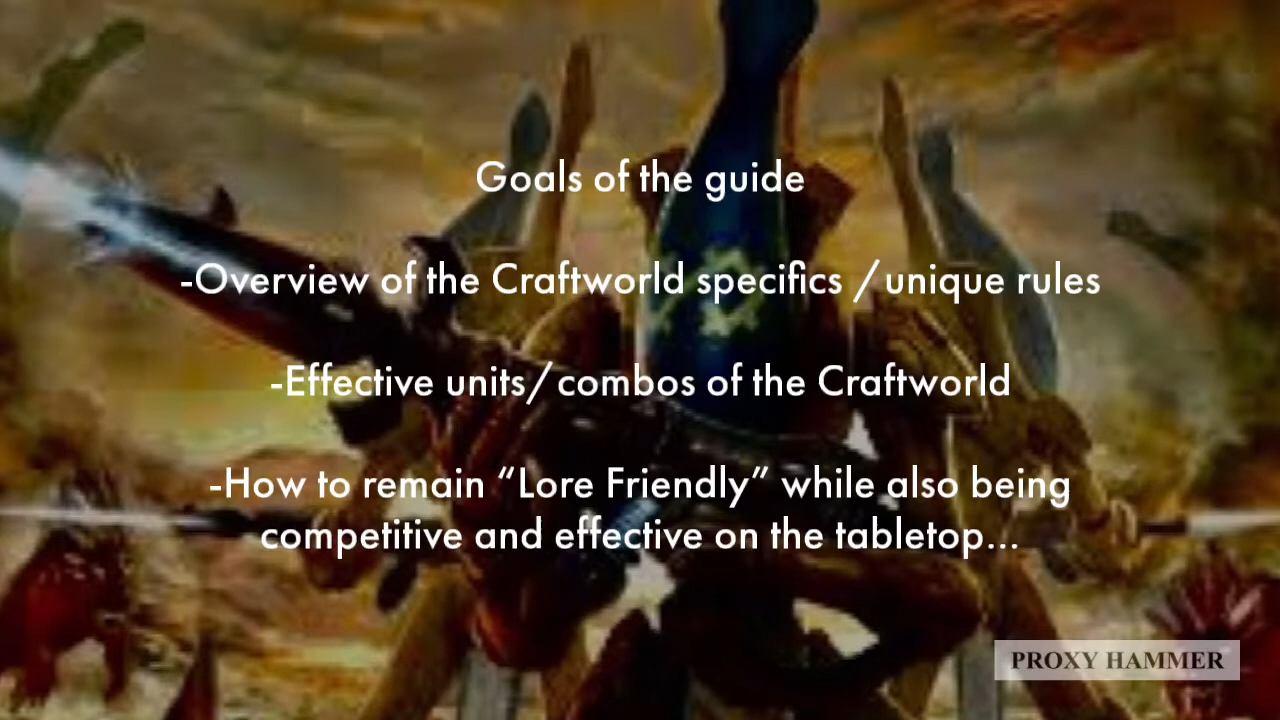 Goals of the guide
-Overview of the Craftworld specifics / unique rules
-Effective units/combos of the Craftworld
-How to remain “Lore Friendly” while also being
competitive and effective on the tabletop...
PROXY HAMMER